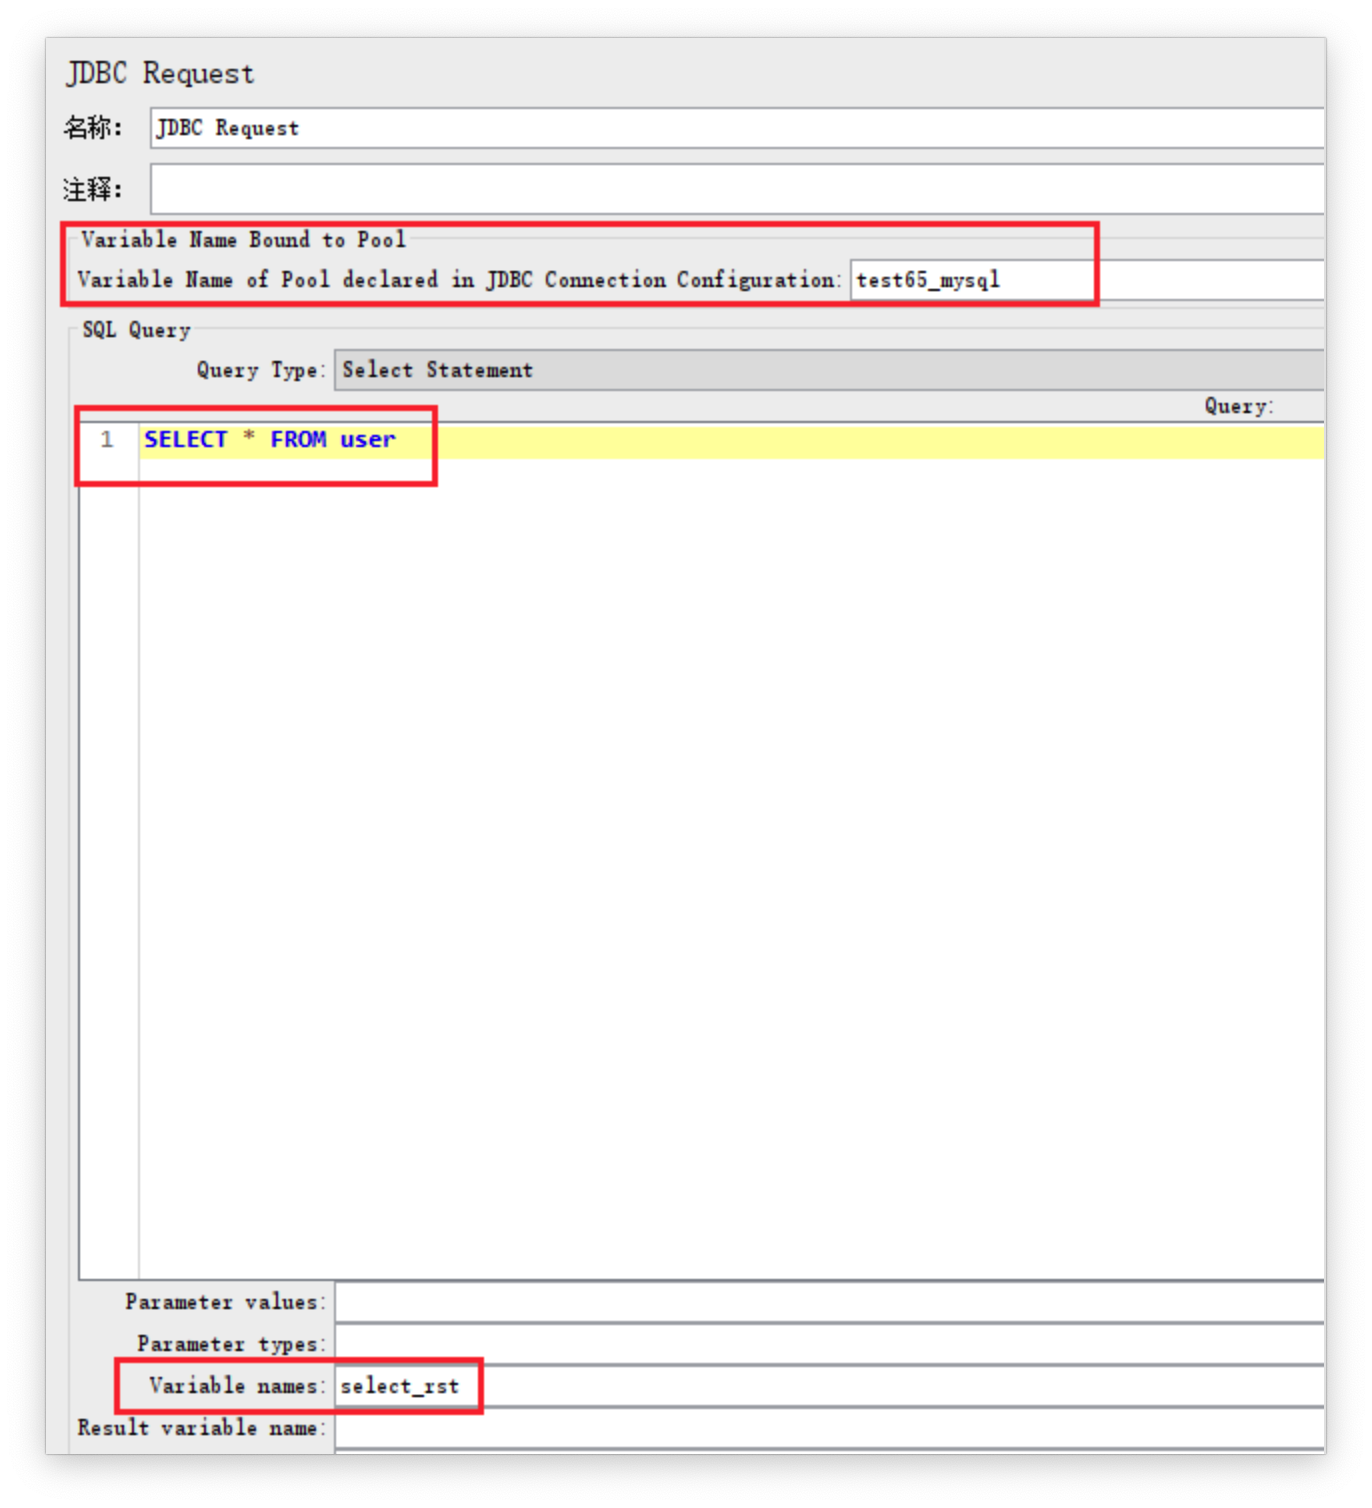 JDBC Request
名称: JDBC Request
注释:
Variable Name Bound to Pool
Variable Name of Pool declared in JDBC Connection Configuration: test65_mysql
SQL Query
Query Type: Select Statement
Query:
1 SELECT * FROM user
Parameter values:
Parameter types:
Variable names: select_rst
Result variable name: